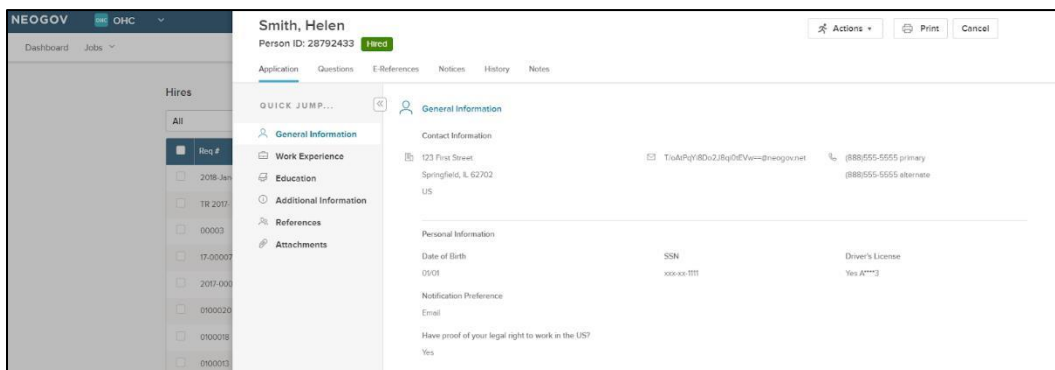 NEOGOV OHC OHC
Dashboard Jobs
Hires
All
Req #
2018-Jan
TR 2017-
00003
17-00007
2017-000
0100020
0100018
0100013
Smith, Helen
Person ID: 28792433 Hired
Actions Print Cancel
Application Questions E-References Notices History Notes
QUICK JUMP...
General Information
Work Experience
Education
Additional Information
References
Attachments
General Information
Contact Information
123 First Street
Springfield, IL 62702
US
(888)555-5555 primary
(888)555-5555 alternate
Personal Information
Date of Birth SSN Driver's License
01/01 xxx-xx-1111 Yes A****3
Notification Preference
Email
Have proof of your legal right to work in the US?
Yes